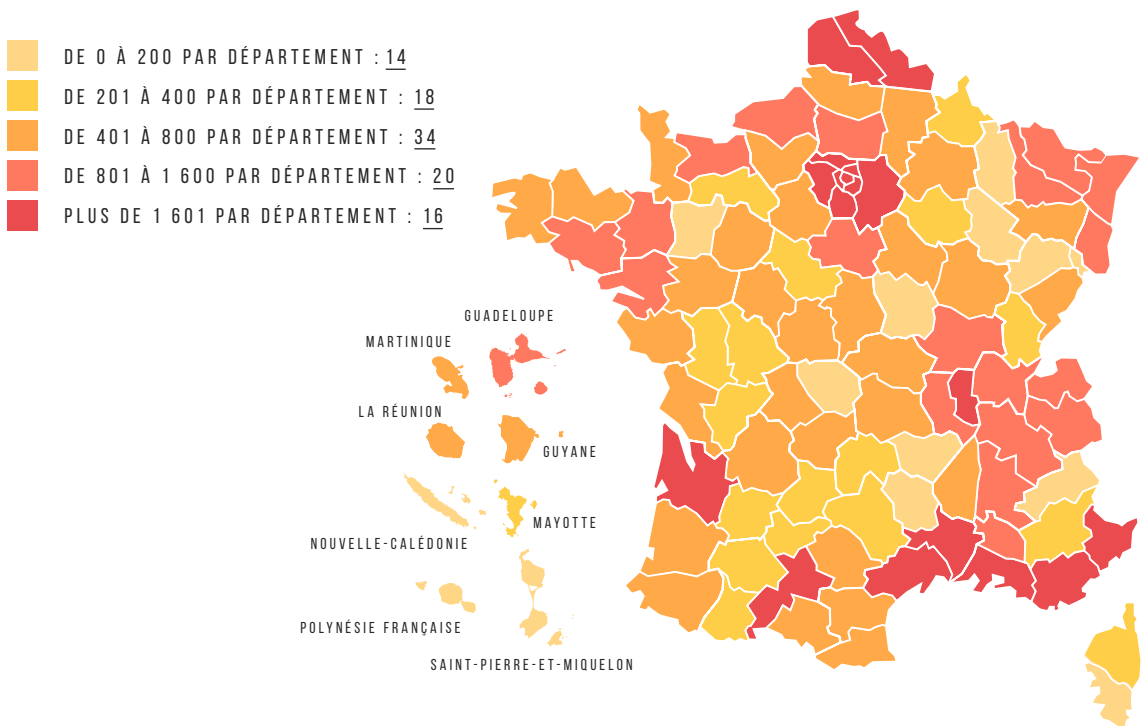 DE 0 À 200 PAR DÉPARTEMENT : 14
DE 201 À 400 PAR DÉPARTEMENT : 18
DE 401 À 800 PAR DÉPARTEMENT : 34
DE 801 À 1 600 PAR DÉPARTEMENT : 20
PLUS DE 1 601 PAR DÉPARTEMENT : 16
GUADELOUPE
MARTINIQUE
LA RÉUNION
GUYANE
MAYOTTE
NOUVELLE-CALÉDONIE
POLYNÉSIE FRANÇAISE
SAINT-PIERRE-ET-MIQUELON